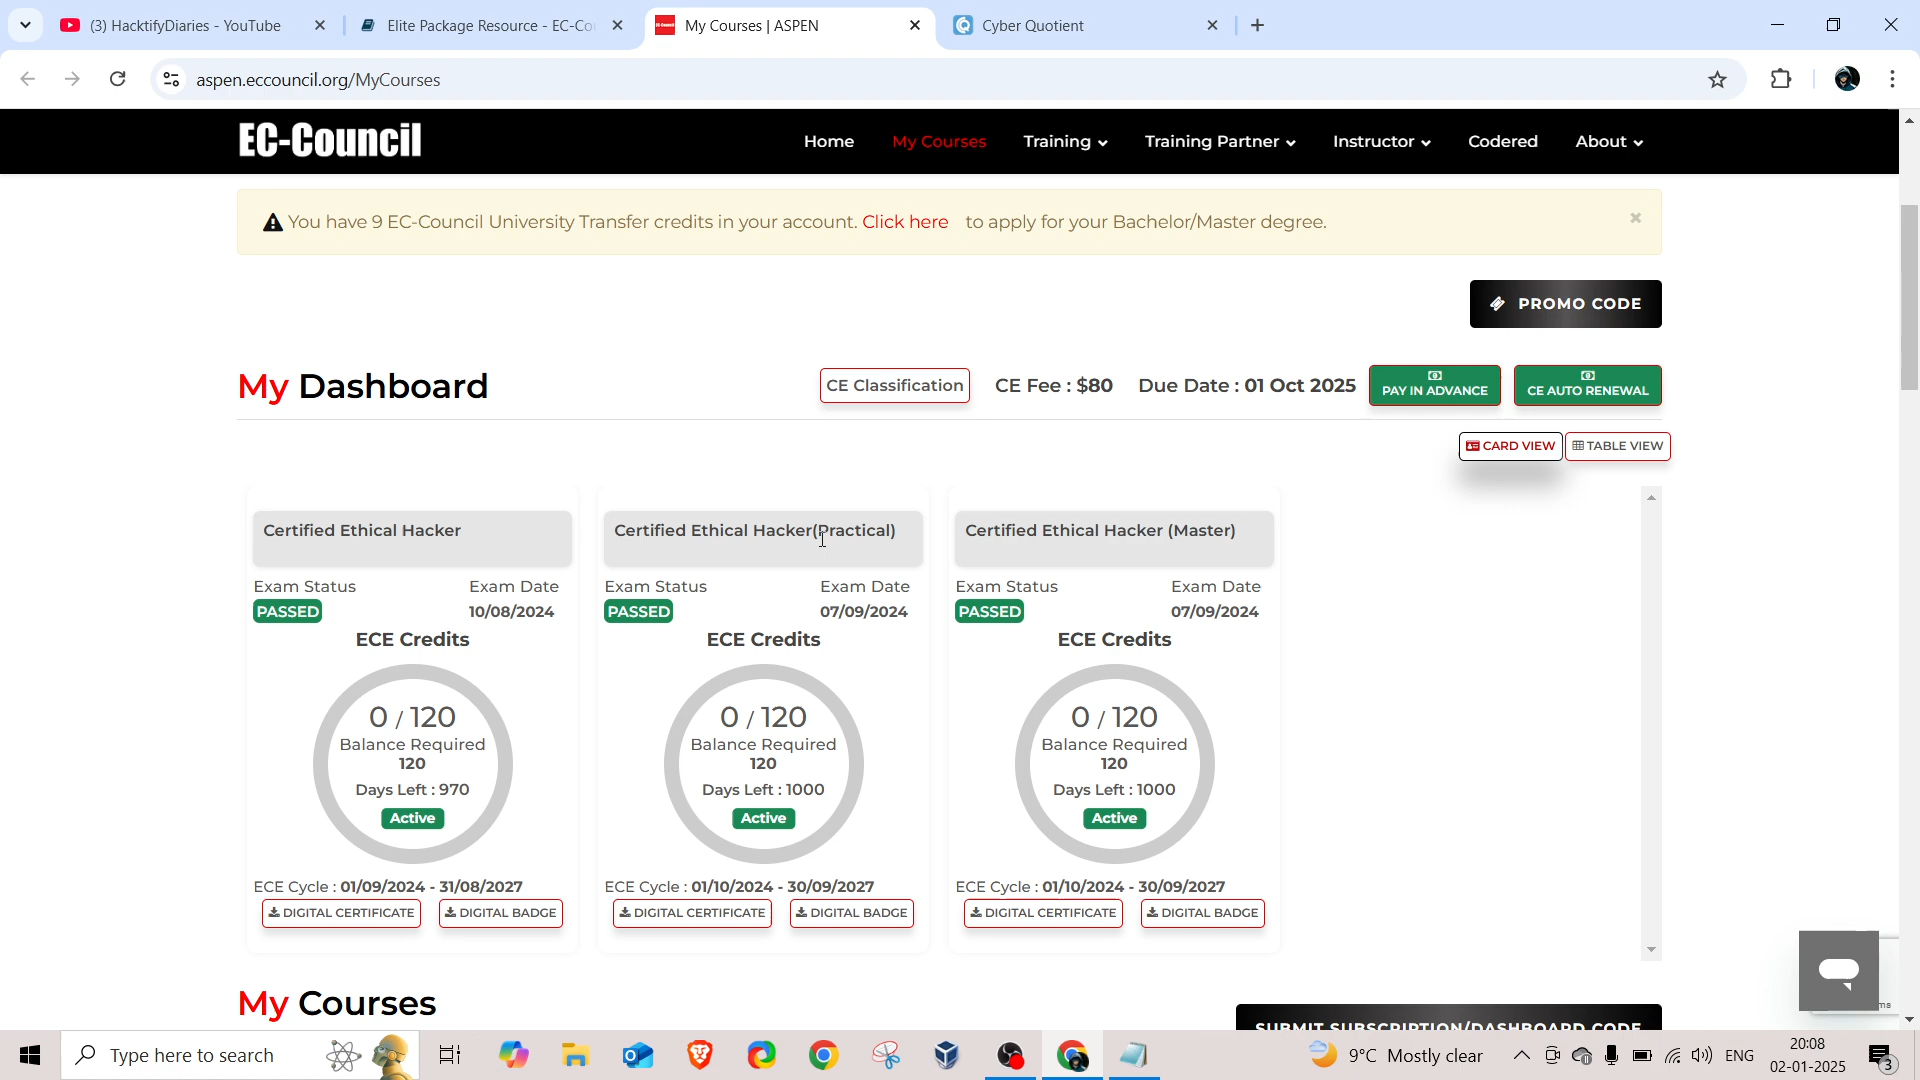 (3) HacktifyDiaries - YouTube
Elite Package Resource - EC-Co
My Courses | ASPEN
Cyber Quotient
aspen.eccouncil.org/MyCourses
EC-Council
Home
My Courses
Training
Training Partner
Instructor
Codered
About
You have 9 EC-Council University Transfer credits in your account. Click here to apply for your Bachelor/Master degree.
PROMO CODE
My Dashboard
CE Classification
CE Fee : $80
Due Date : 01 Oct 2025
PAY IN ADVANCE
CE AUTO RENEWAL
CARD VIEW
TABLE VIEW
Certified Ethical Hacker
Exam Status
Exam Date
PASSED
10/08/2024
ECE Credits
0 / 120
Balance Required
120
Days Left : 970
Active
ECE Cycle : 01/09/2024 - 31/08/2027
DIGITAL CERTIFICATE
DIGITAL BADGE
Certified Ethical Hacker(Practical)
Exam Status
Exam Date
PASSED
07/09/2024
ECE Credits
0 / 120
Balance Required
120
Days Left : 1000
Active
ECE Cycle : 01/10/2024 - 30/09/2027
DIGITAL CERTIFICATE
DIGITAL BADGE
Certified Ethical Hacker (Master)
Exam Status
Exam Date
PASSED
07/09/2024
ECE Credits
0 / 120
Balance Required
120
Days Left : 1000
Active
ECE Cycle : 01/10/2024 - 30/09/2027
DIGITAL CERTIFICATE
DIGITAL BADGE
My Courses
SUBMIT SUBSCRIPTION/DASHBOARD CODE
ms
Type here to search
9°C Mostly clear
ENG
20:08
02-01-2025
3